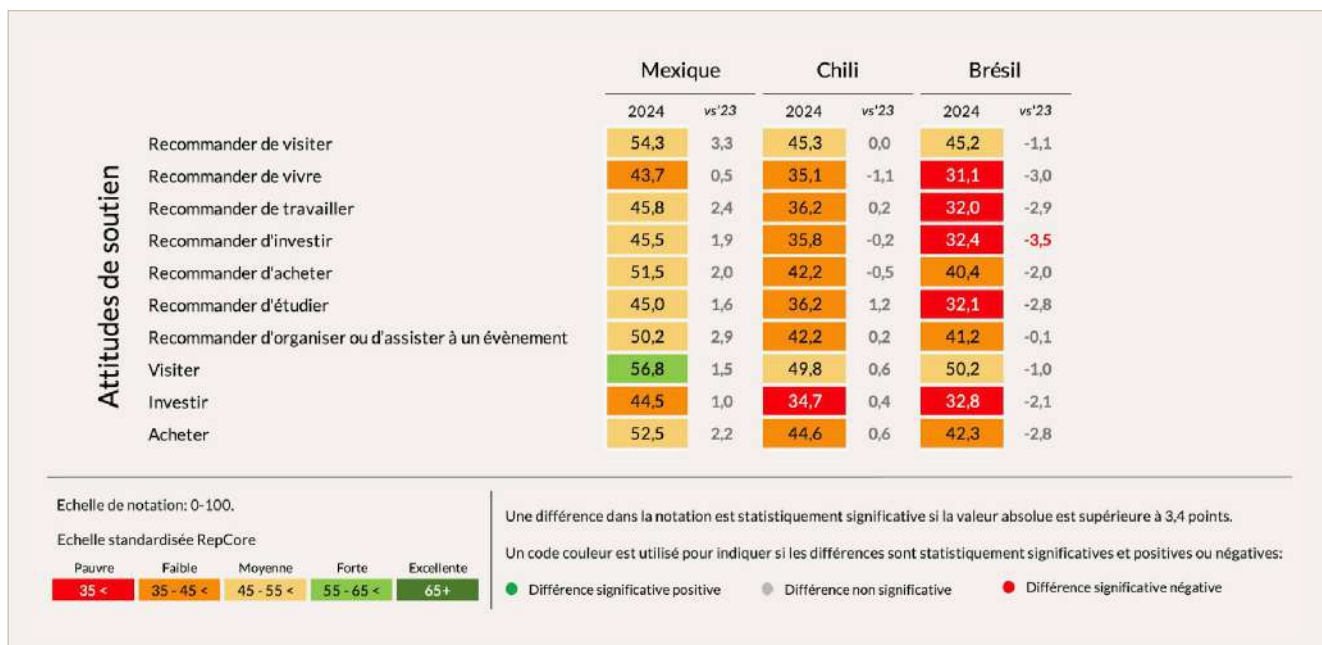 Mexique Chili Brésil
2024 vs'23 2024 vs'23 2024 vs'23
Attitudes de soutien
Recommander de visiter 54,3 3,3 45,3 0,0 45,2 -1,1
Recommander de vivre 43,7 0,5 35,1 -1,1 31,1 -3,0
Recommander de travailler 45,8 2,4 36,2 0,2 32,0 -2,9
Recommander d'investir 45,5 1,9 35,8 -0,2 32,4 -3,5
Recommander d'acheter 51,5 2,0 42,2 -0,5 40,4 -2,0
Recommander d'étudier 45,0 1,6 36,2 1,2 32,1 -2,8
Recommander d'organiser ou d'assister à un évènement 50,2 2,9 42,2 0,2 41,2 -0,1
Visiter 56,8 1,5 49,8 0,6 50,2 -1,0
Investir 44,5 1,0 34,7 0,4 32,8 -2,1
Acheter 52,5 2,2 44,6 0,6 42,3 -2,8
Echelle de notation: 0-100.
Echelle standardisée RepCore
Pauvre Faible Moyenne Forte Excellente
35 < 35 - 45 < 45 - 55 < 55 - 65 < 65+
Une différence dans la notation est statistiquement significative si la valeur absolue est supérieure à 3,4 points.
Un code couleur est utilisé pour indiquer si les différences sont statistiquement significatives et positives ou négatives:
Différence significative positive Différence non significative Différence significative négative